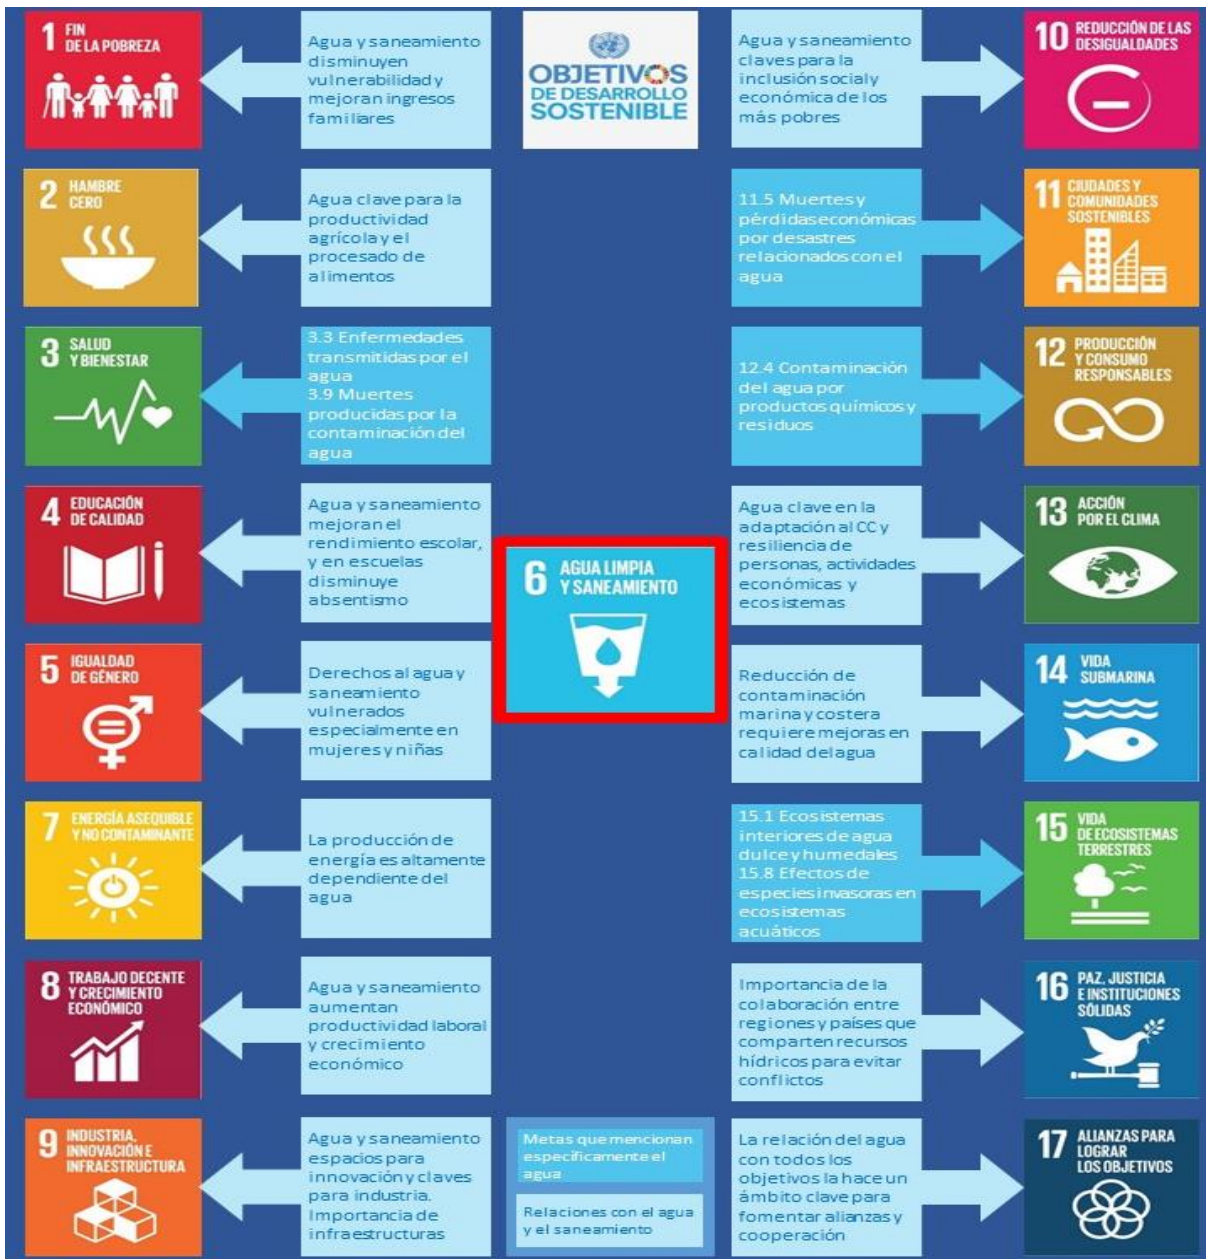 1 FIN
DE LA POBREZA
Agua y saneamiento
disminuyen
vulnerabilidad y
mejoran ingresos
familiares
OBJETIVOS
DE DESARROLLO
SOSTENIBLE
Agua y saneamiento
claves para la
inclusión social y
económica de los
más pobres
10 REDUCCIÓN DE LAS
DESIGUALDADES
2 HAMBRE
CERO
Agua clave para la
productividad
agrícola y el
procesado de
alimentos
11.5 Muertes y
pérdidas económicas
por desastres
relacionados con el
agua
11 CIUDADES Y
COMUNIDADES
SOSTENIBLES
3 SALUD
Y BIENESTAR
3.3 Enfermedades
transmitidas por el
agua
3.9 Muertes
producidas por la
contaminación del
agua
12.4 Contaminación
del agua por
productos químicos y
residuos
12 PRODUCCIÓN
Y CONSUMO
RESPONSABLES
4 EDUCACIÓN
DE CALIDAD
Agua y saneamiento
mejoran el
rendimiento escolar,
y en escuelas
disminuye
absentismo
6 AGUA LIMPIA
Y SANEAMIENTO
Agua clave en la
adaptación al CC y
resiliencia de
personas, actividades
económicas y
ecosistemas
13 ACCIÓN
POR EL CLIMA
5 IGUALDAD
DE GÉNERO
Derechos al agua y
saneamiento
vulnerados
especialmente en
mujeres y niñas
Reducción de
contaminación
marina y costera
requiere mejoras en
calidad del agua
14 VIDA
SUBMARINA
7 ENERGÍA ASEQUIBLE
Y NO CONTAMINANTE
La producción de
energía es altamente
dependiente del
agua
15.1 Ecosistemas
interiores de agua
dulce y humedales
15.8 Efectos de
especies invasoras en
ecosistemas
acuáticos
15 VIDA
DE ECOSISTEMAS
TERRESTRES
8 TRABAJO DECENTE
Y CRECIMIENTO
ECONÓMICO
Agua y saneamiento
aumentan
productividad laboral
y crecimiento
económico
Importancia de la
colaboración entre
regiones y países que
comparten recursos
hídricos para evitar
conflictos
16 PAZ, JUSTICIA
E INSTITUCIONES
SÓLIDAS
9 INDUSTRIA,
INNOVACIÓN E
INFRAESTRUCTURA
Agua y saneamiento
espacios para
innovación y claves
para industria.
Importancia de
infraestructuras
Metas que mencionan
específicamente el
agua
Relaciones con el agua
y el saneamiento
La relación del agua
con todos los
objetivos la hace un
ámbito clave para
fomentar alianzas y
cooperación
17 ALIANZAS PARA
LOGRAR
LOS OBJETIVOS